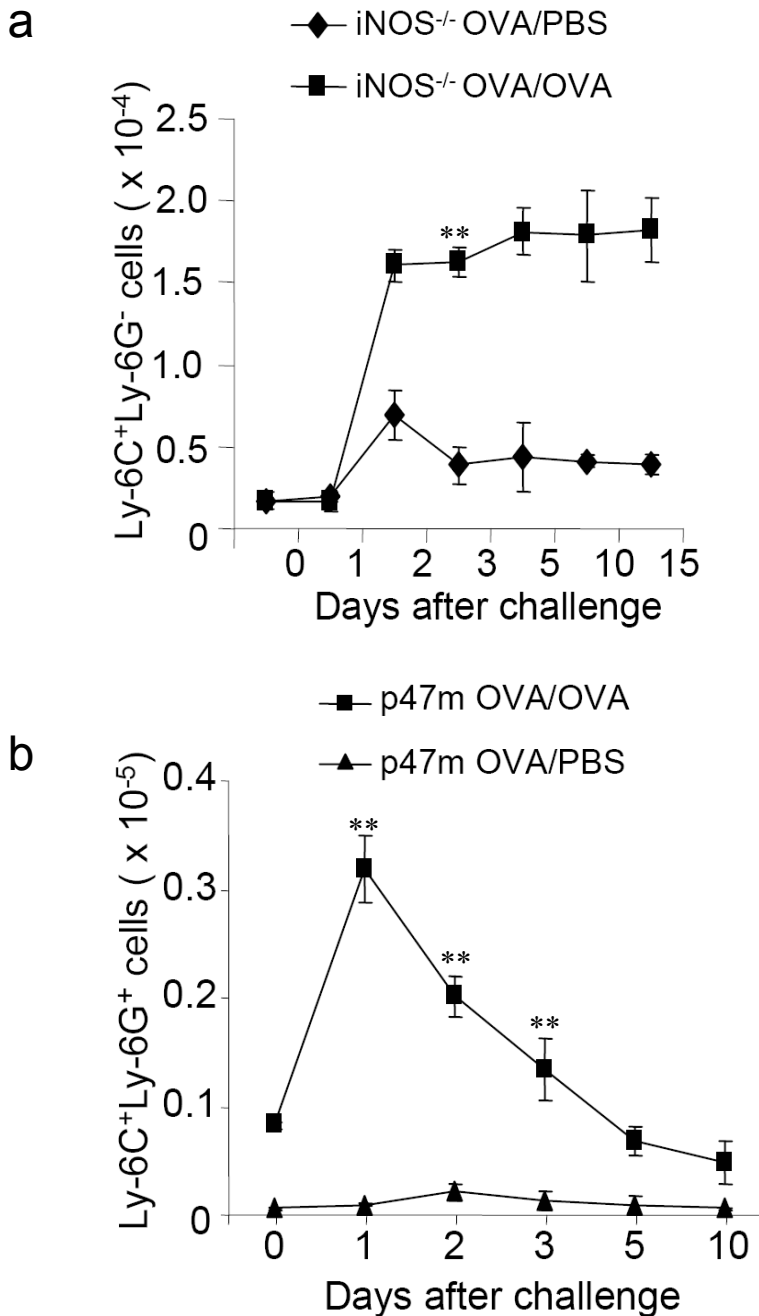 a
iNOS⁻/⁻ OVA/PBS
iNOS⁻/⁻ OVA/OVA
Ly-6C⁺Ly-6G⁻ cells ( x 10⁻⁴)
2.5
2.0
1.5
1.0
0.5
0
**
0 1 2 3 5 10 15
Days after challenge
p47m OVA/OVA
b
p47m OVA/PBS
Ly-6C⁺Ly-6G⁺ cells ( x 10⁻⁵)
0.4
0.3
0.2
0.1
0
**
**
**
0 1 2 3 5 10
Days after challenge